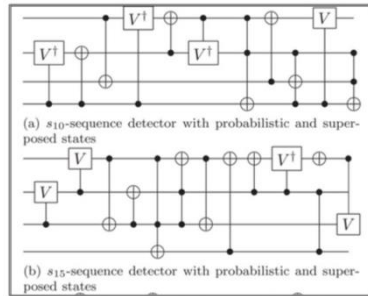 V†
V†
V†
V
(a) s10-sequence detector with probabilistic and super-
posed states
V
V
V†
V
(b) s15-sequence detector with probabilistic and super-
posed states